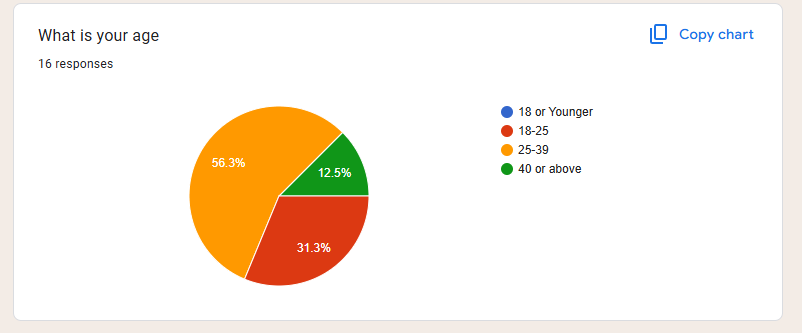 What is your age
Copy chart
16 responses
18 or Younger
18-25
25-39
40 or above
56.3%
12.5%
31.3%